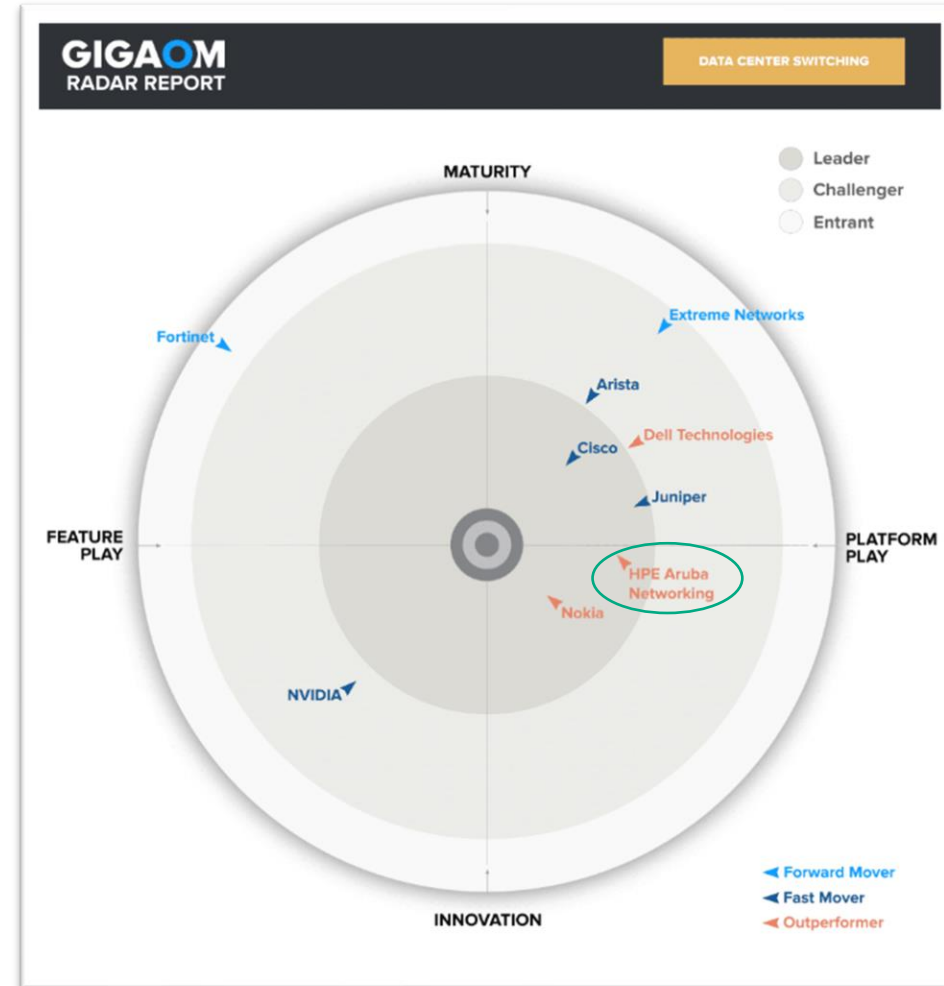 GIGAOM
RADAR REPORT
DATA CENTER SWITCHING
Leader
Challenger
Entrant
MATURITY
Extreme Networks
Fortinet
Arista
Dell Technologies
Cisco
Juniper
FEATURE
PLAY
PLATFORM
PLAY
HPE Aruba
Networking
Nokia
NVIDIA
Forward Mover
Fast Mover
Outperformer
INNOVATION